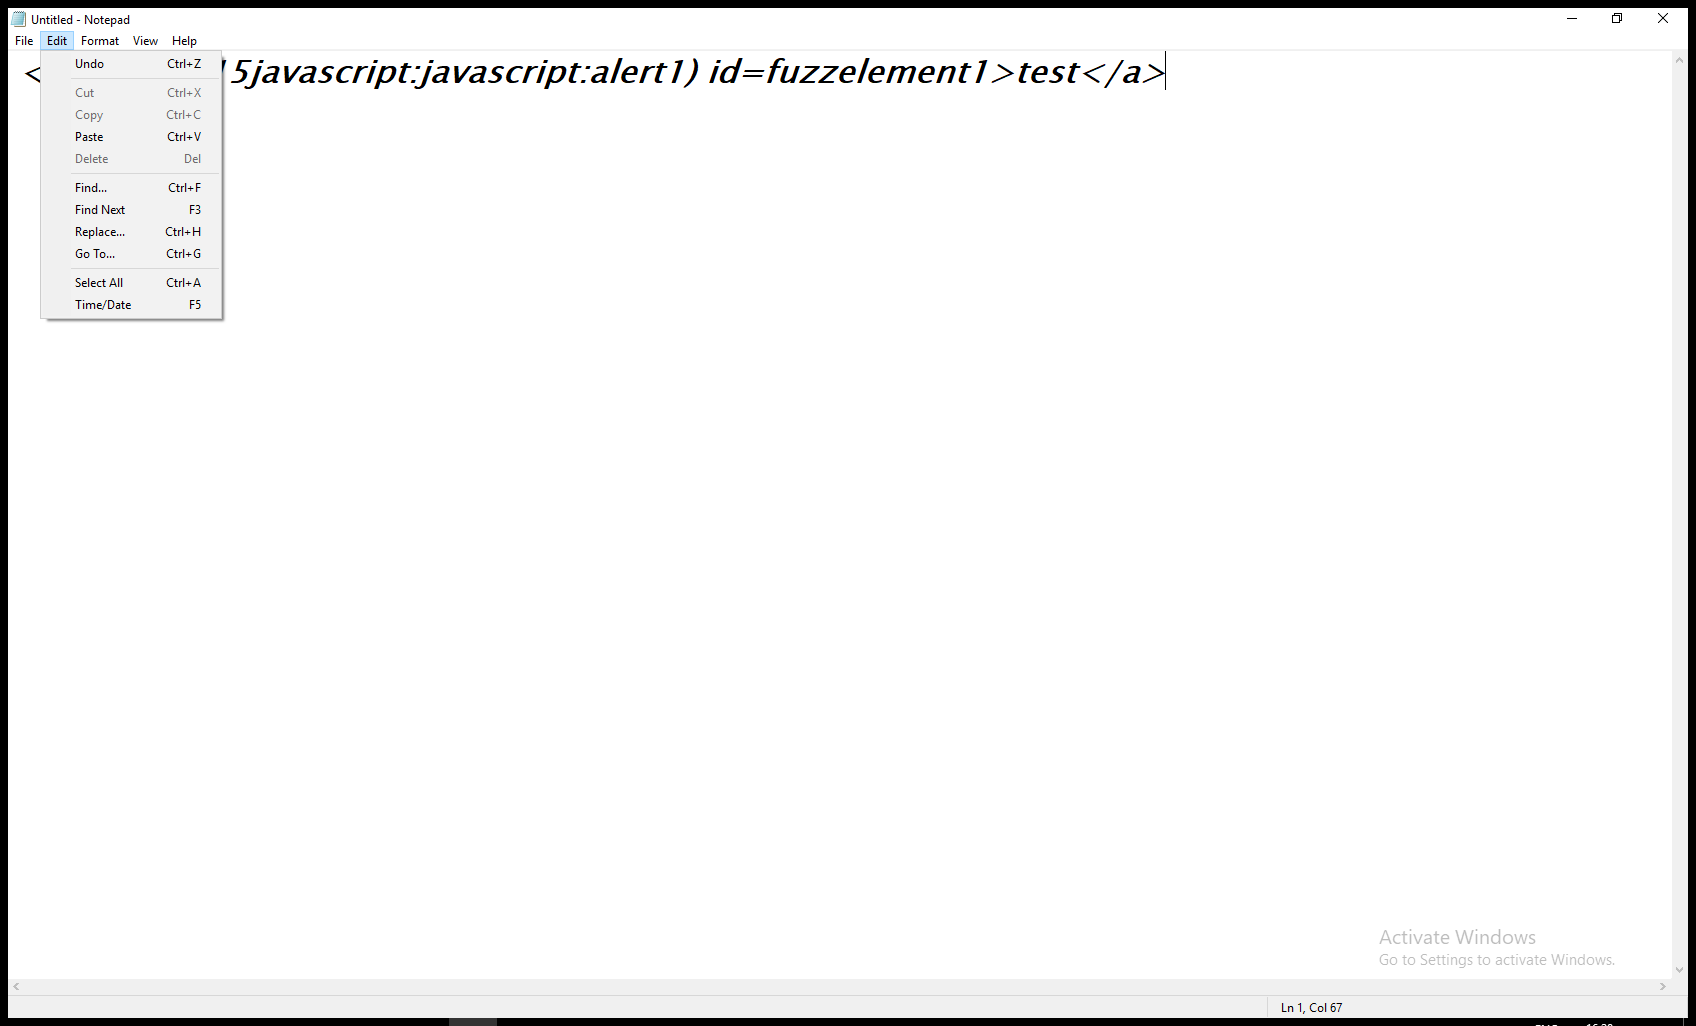 Untitled - Notepad
File Edit Format View Help
15javascript:javascript:alert1) id=fuzzelement1>test</a>
Undo Ctrl+Z
Cut Ctrl+X
Copy Ctrl+C
Paste Ctrl+V
Delete Del
Find... Ctrl+F
Find Next F3
Replace... Ctrl+H
Go To... Ctrl+G
Select All Ctrl+A
Time/Date F5
Activate Windows
Go to Settings to activate Windows.
Ln 1, Col 67